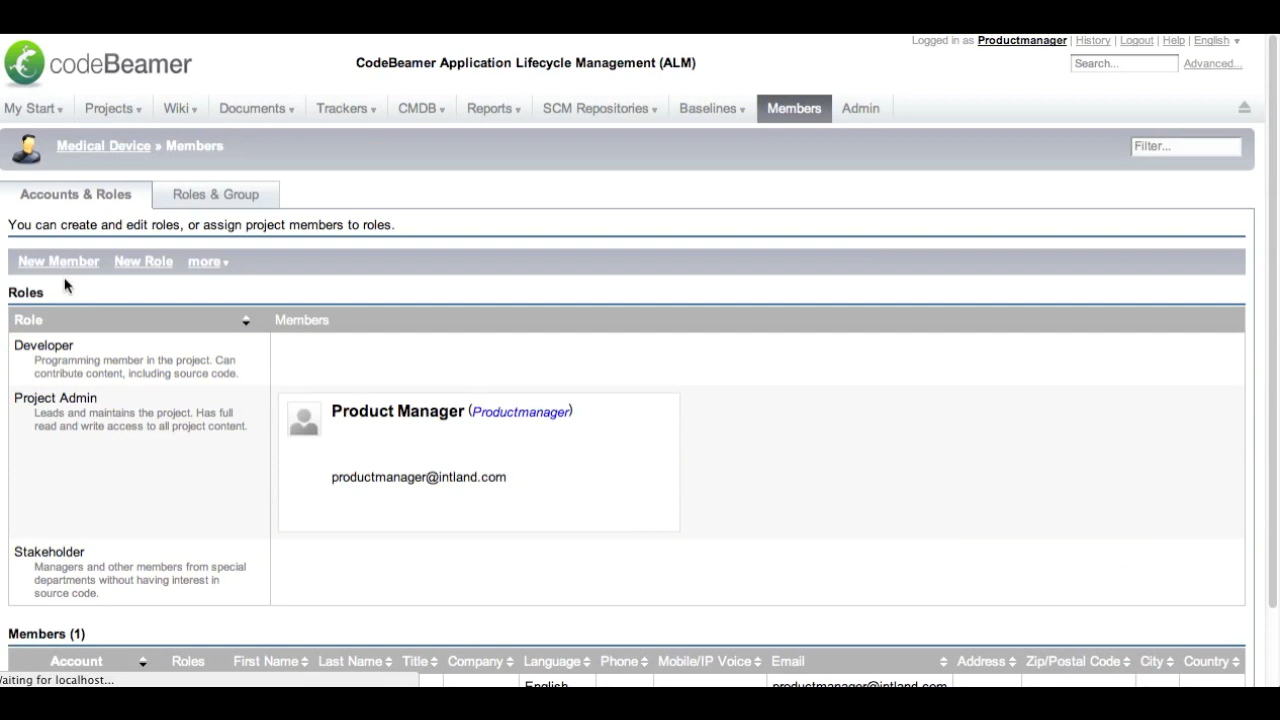 Logged in as Productmanager | History | Logout | Help | English
codeBeamer
CodeBeamer Application Lifecycle Management (ALM)
Search... Advanced...
My Start Projects Wiki Documents Trackers CMDB Reports SCM Repositories Baselines Members Admin
Medical Device » Members
Filter...
Accounts & Roles Roles & Group
You can create and edit roles, or assign project members to roles.
New Member New Role more
Roles
Role Members
Developer
Programming member in the project. Can
contribute content, including source code.
Project Admin
Leads and maintains the project. Has full
read and write access to all project content.
Product Manager (Productmanager)
productmanager@intland.com
Stakeholder
Managers and other members from special
departments without having interest in
source code.
Members (1)
Account Roles First Name Last Name Title Company Language Phone Mobile/IP Voice Email Address Zip/Postal Code City Country
aiting for localhost...
English productmanager@intland.com